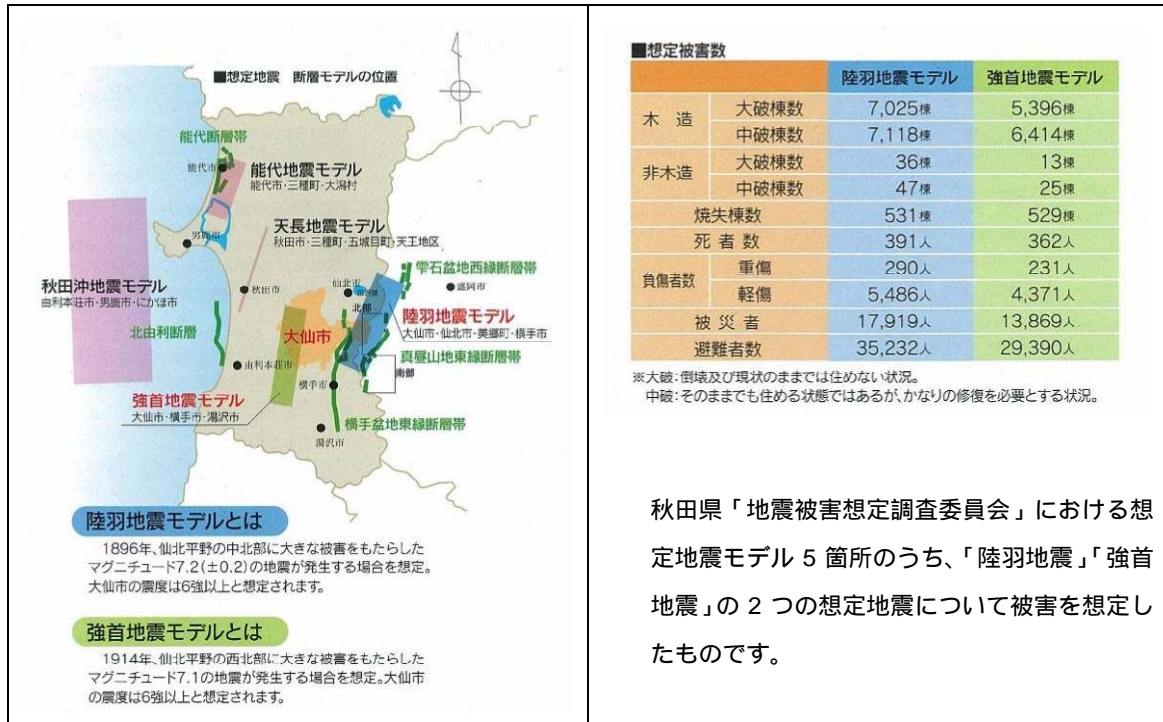 ■想定地震 断層モデルの位置
能代断層帯
能代市
能代地震モデル
能代市・三種町・大潟村
男鹿市
天長地震モデル
秋田市・三種町・五城目町・天王地区
秋田沖地震モデル
由利本荘市・男鹿市・にかほ市
秋田市
仙北市
北部
雫石盆地西縁断層帯
盛岡市
北由利断層
大仙市
陸羽地震モデル
大仙市・仙北市・美郷町・横手市
由利本荘市
真昼山地東縁断層帯
南部
横手市
強首地震モデル
大仙市・横手市・湯沢市
横手盆地東縁断層帯
湯沢市
陸羽地震モデルとは
1896年、仙北平野の中北部に大きな被害をもたらした
マグニチュード7.2(±0.2)の地震が発生する場合を想定。
大仙市の震度は6強以上と想定されます。
強首地震モデルとは
1914年、仙北平野の西北部に大きな被害をもたらした
マグニチュード7.1の地震が発生する場合を想定。大仙市
の震度は6強以上と想定されます。
■想定被害数
陸羽地震モデル 強首地震モデル
木造 大破棟数 7,025棟 5,396棟
中破棟数 7,118棟 6,414棟
非木造 大破棟数 36棟 13棟
中破棟数 47棟 25棟
焼失棟数 531棟 529棟
死者数 391人 362人
負傷者数 重傷 290人 231人
軽傷 5,486人 4,371人
被災者 17,919人 13,869人
避難者数 35,232人 29,390人
※大破:倒壊及び現状のままでは住めない状況。
中破:そのままでも住める状態ではあるが、かなりの修復を必要とする状況。
秋田県「地震被害想定調査委員会」における想
定地震モデル5箇所のうち、「陸羽地震」「強首
地震」の2つの想定地震について被害を想定し
たものです。